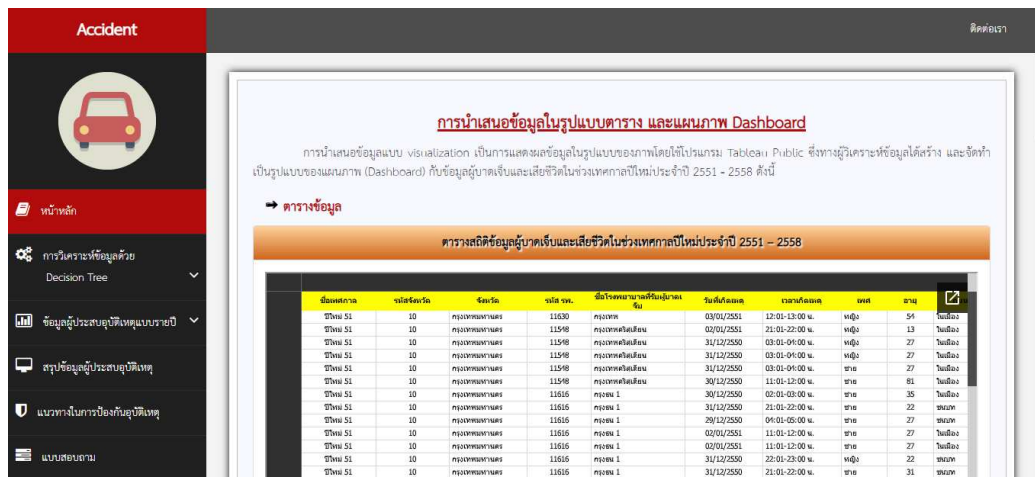 Accident
ติดต่อเรา
การนำเสนอข้อมูลในรูปแบบตาราง และแผนภาพ Dashboard
การนำเสนอข้อมูลแบบ visualization เป็นการแสดงผลข้อมูลในรูปแบบของภาพโดยใช้โปรแกรม Tableau Public ซึ่งทางผู้วิเคราะห์ข้อมูลได้สร้าง และจัดทำ
เป็นรูปแบบของแผนภาพ (Dashboard) กับข้อมูลผู้บาดเจ็บและเสียชีวิตในช่วงเทศกาลปีใหม่ประจำปี 2551 - 2558 ดังนี้
ตารางข้อมูล
ตารางสถิติข้อมูลผู้บาดเจ็บและเสียชีวิตในช่วงเทศกาลปีใหม่ประจำปี 2551 – 2558
หน้าหลัก
การวิเคราะห์ข้อมูลด้วย
Decision Tree
ข้อมูลผู้ประสบอุบัติเหตุแบบรายปี
สรุปข้อมูลผู้ประสบอุบัติเหตุ
แนวทางในการป้องกันอุบัติเหตุ
แบบสอบถาม
ชื่อเทศกาล รหัสจังหวัด จังหวัด รหัส รพ. ชื่อโรงพยาบาลที่รับผู้บาดเจ็บ วันที่เกิดเหตุ เวลาเกิดเหตุ เพศ อายุ
ปีใหม่ 51 10 กรุงเทพมหานคร 11630 กรุงเทพ 03/01/2551 12:01-13:00 น. หญิง 54 ในเมือง
ปีใหม่ 51 10 กรุงเทพมหานคร 11548 กรุงเทพคริสเตียน 02/01/2551 21:01-22:00 น. หญิง 13 ในเมือง
ปีใหม่ 51 10 กรุงเทพมหานคร 11548 กรุงเทพคริสเตียน 31/12/2550 03:01-04:00 น. หญิง 27 ในเมือง
ปีใหม่ 51 10 กรุงเทพมหานคร 11548 กรุงเทพคริสเตียน 31/12/2550 03:01-04:00 น. ชาย 27 ในเมือง
ปีใหม่ 51 10 กรุงเทพมหานคร 11548 กรุงเทพคริสเตียน 30/12/2550 11:01-12:00 น. ชาย 81 ในเมือง
ปีใหม่ 51 10 กรุงเทพมหานคร 11616 กรุงธน 1 30/12/2550 02:01-03:00 น. ชาย 35 ในเมือง
ปีใหม่ 51 10 กรุงเทพมหานคร 11616 กรุงธน 1 31/12/2550 21:01-22:00 น. ชาย 22 ชนบท
ปีใหม่ 51 10 กรุงเทพมหานคร 11616 กรุงธน 1 29/12/2550 04:01-05:00 น. ชาย 27 ชนบท
ปีใหม่ 51 10 กรุงเทพมหานคร 11616 กรุงธน 1 02/01/2551 11:01-12:00 น. ชาย 27 ในเมือง
ปีใหม่ 51 10 กรุงเทพมหานคร 11616 กรุงธน 1 02/01/2551 11:01-12:00 น. ชาย 27 ในเมือง
ปีใหม่ 51 10 กรุงเทพมหานคร 11616 กรุงธน 1 31/12/2550 22:01-23:00 น. หญิง 22 ชนบท
ปีใหม่ 51 10 กรุงเทพมหานคร 11616 กรุงธน 1 31/12/2550 21:01-22:00 น. ชาย 31 ชนบท